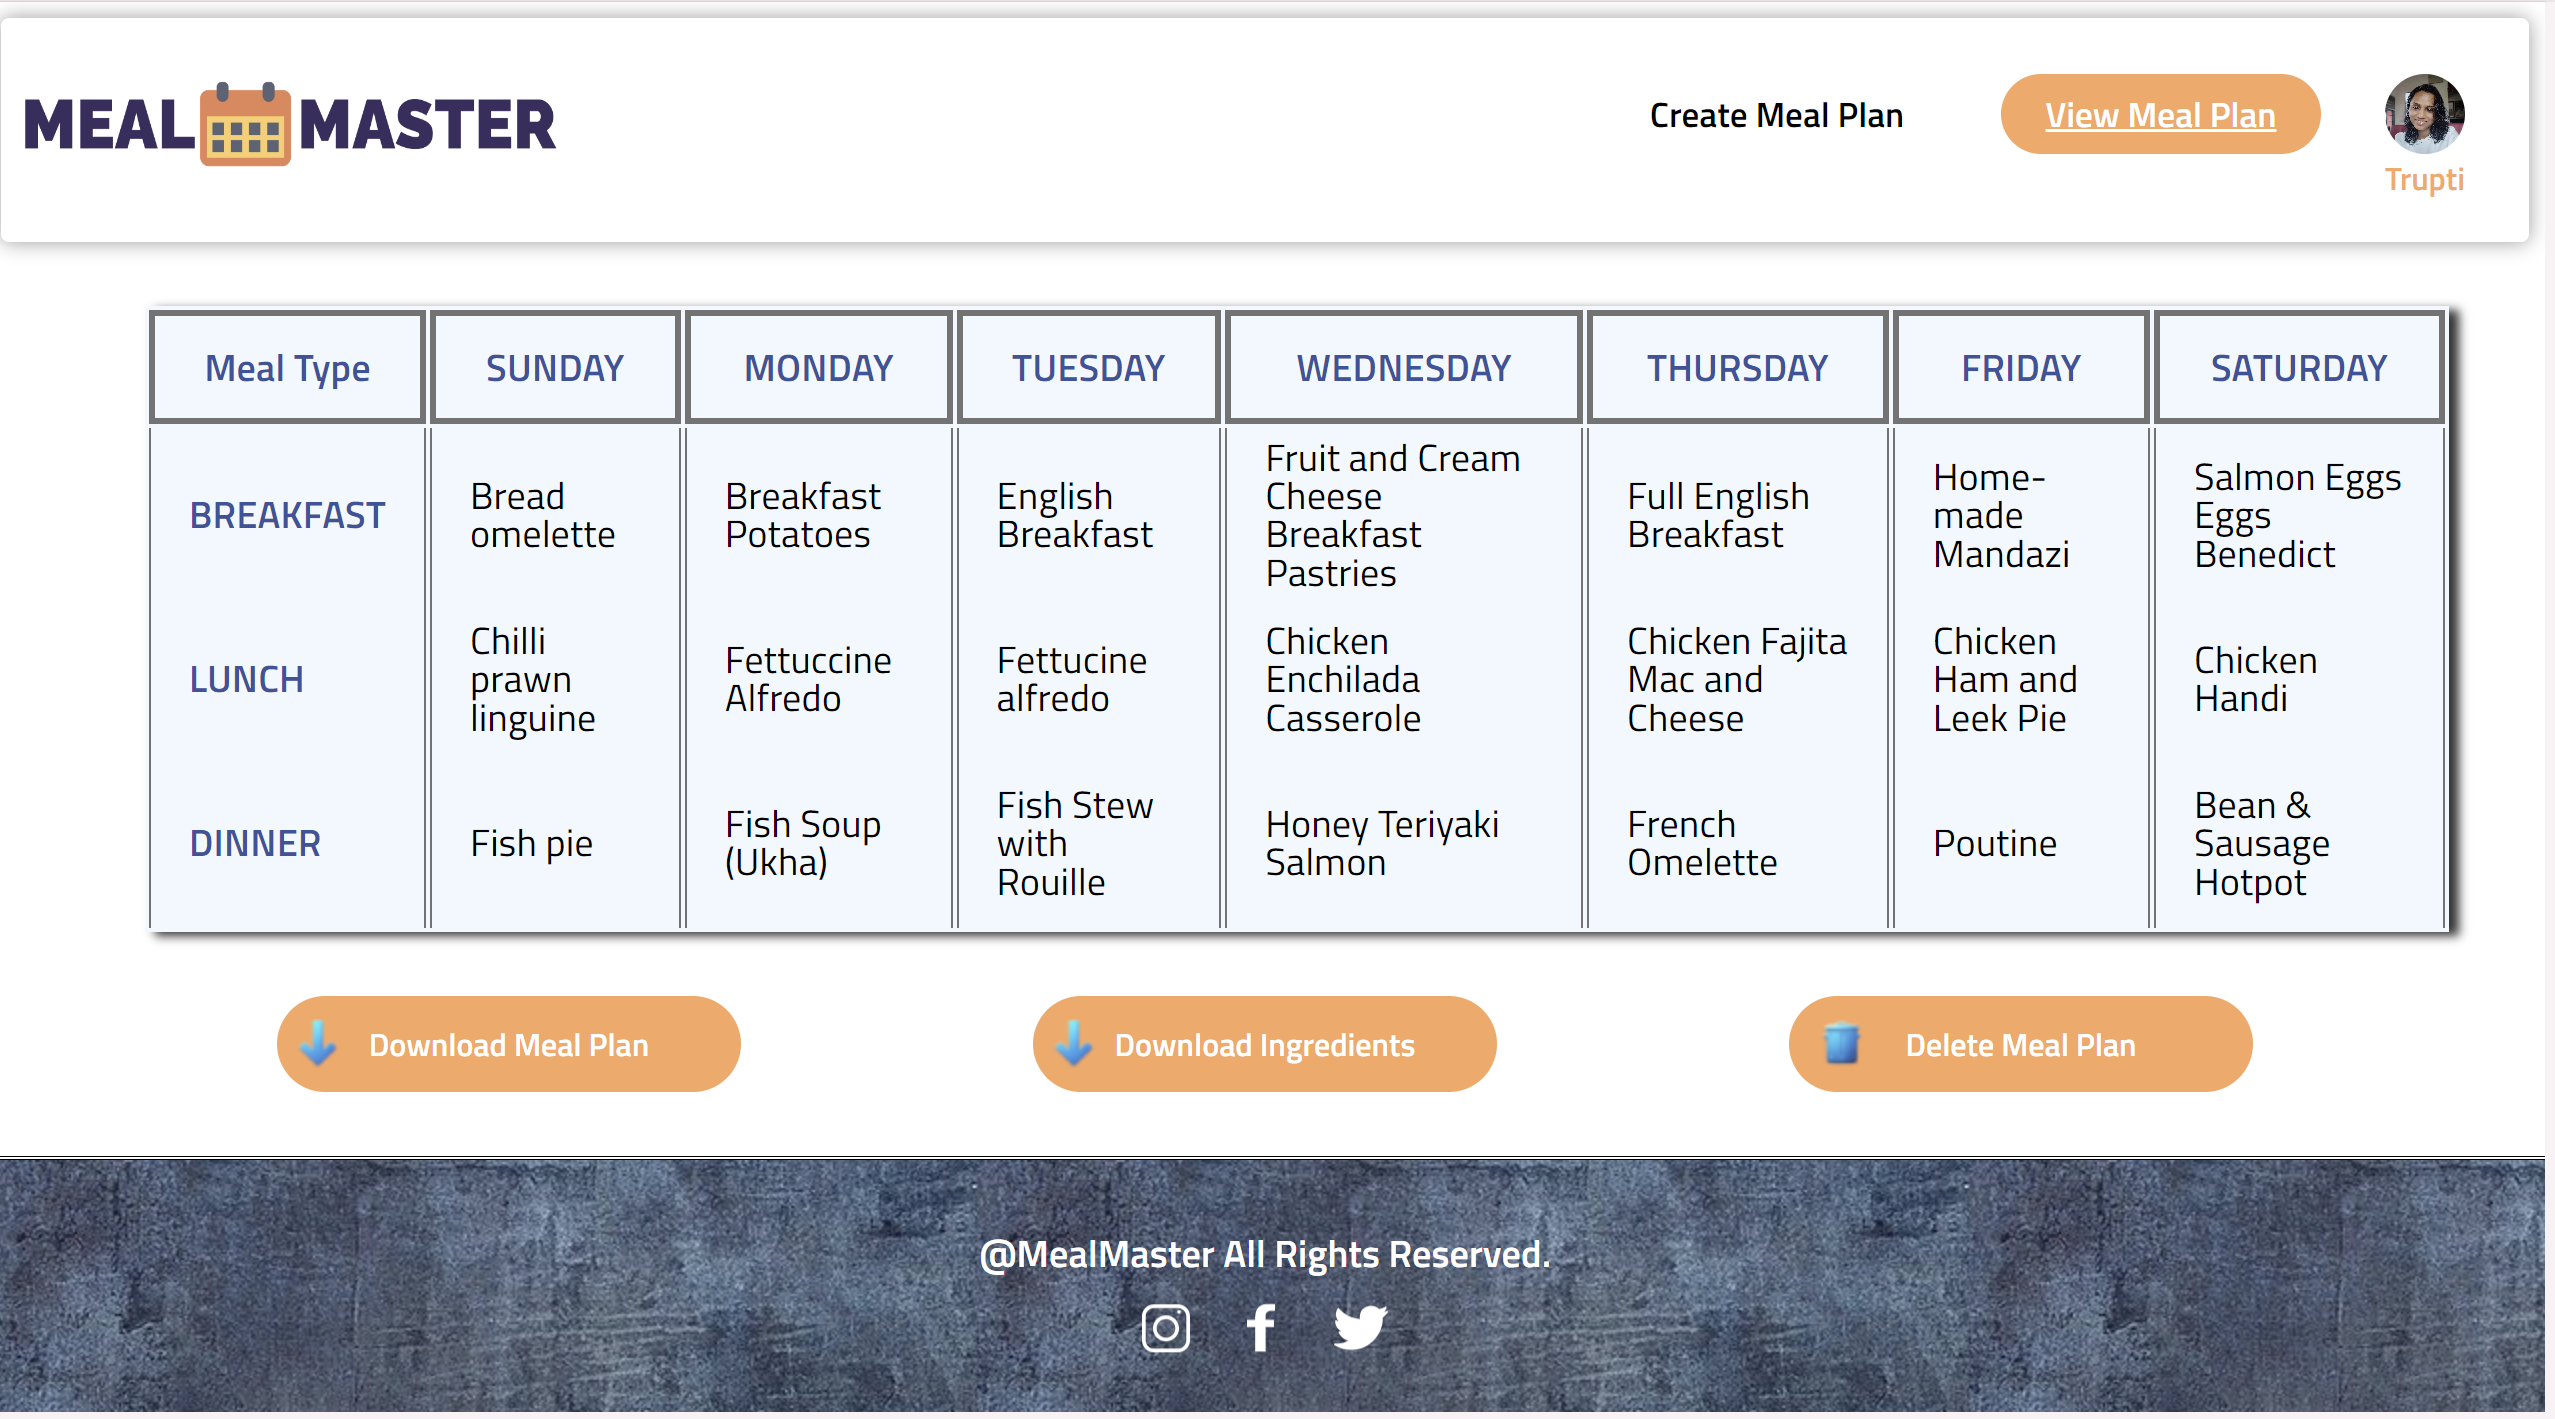 MEAL MASTER
Create Meal Plan
View Meal Plan
Trupti
Meal Type
SUNDAY
MONDAY
TUESDAY
WEDNESDAY
THURSDAY
FRIDAY
SATURDAY
BREAKFAST
Bread
omelette
Breakfast
Potatoes
English
Breakfast
Fruit and Cream
Cheese
Breakfast
Pastries
Full English
Breakfast
Home-
made
Mandazi
Salmon Eggs
Eggs
Benedict
LUNCH
Chilli
prawn
linguine
Fettuccine
Alfredo
Fettucine
alfredo
Chicken
Enchilada
Casserole
Chicken Fajita
Mac and
Cheese
Chicken
Ham and
Leek Pie
Chicken
Handi
DINNER
Fish pie
Fish Soup
(Ukha)
Fish Stew
with
Rouille
Honey Teriyaki
Salmon
French
Omelette
Poutine
Bean &
Sausage
Hotpot
Download Meal Plan
Download Ingredients
Delete Meal Plan
@MealMaster All Rights Reserved.